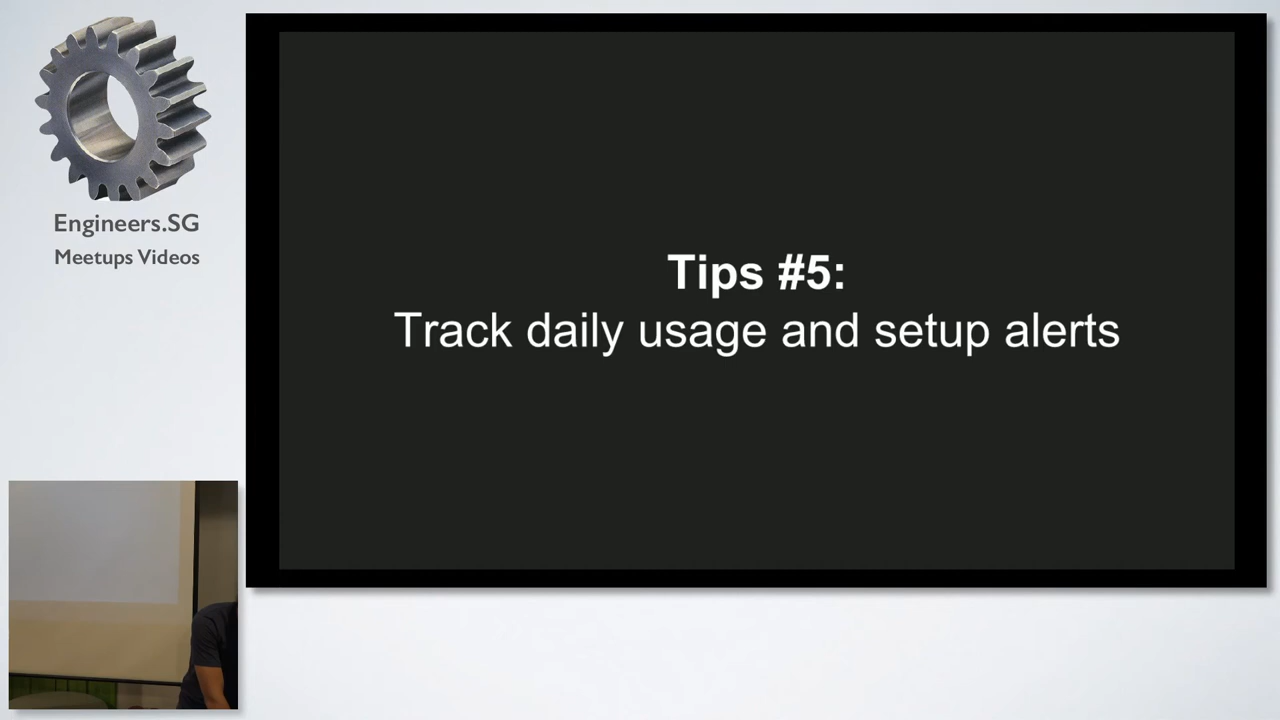 Engineers.SG
Meetups Videos
Tips #5:
Track daily usage and setup alerts